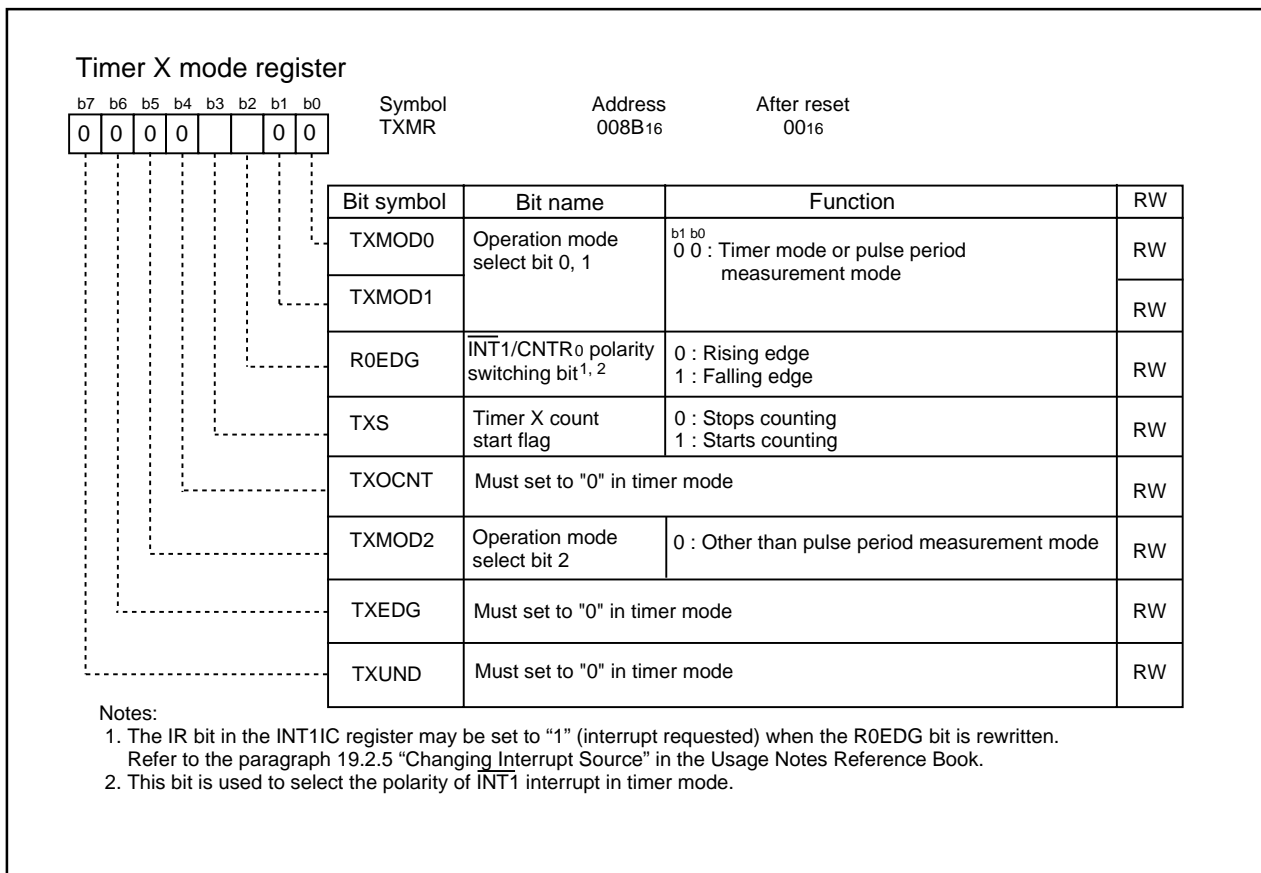 Timer X mode register
b7 b6 b5 b4 b3 b2 b1 b0
0 0 0 0 0 0
Symbol Address After reset
TXMR 008B16 0016
Bit symbol Bit name Function RW
TXMOD0 Operation mode select bit 0, 1 b1 b0
0 0 : Timer mode or pulse period measurement mode RW
TXMOD1 RW
R0EDG INT1/CNTR0 polarity switching bit1, 2 0 : Rising edge
1 : Falling edge RW
TXS Timer X count start flag 0 : Stops counting
1 : Starts counting RW
TXOCNT Must set to "0" in timer mode RW
TXMOD2 Operation mode select bit 2 0 : Other than pulse period measurement mode RW
TXEDG Must set to "0" in timer mode RW
TXUND Must set to "0" in timer mode RW
Notes:
1. The IR bit in the INT1IC register may be set to “1” (interrupt requested) when the R0EDG bit is rewritten.
Refer to the paragraph 19.2.5 “Changing Interrupt Source” in the Usage Notes Reference Book.
2. This bit is used to select the polarity of INT1 interrupt in timer mode.